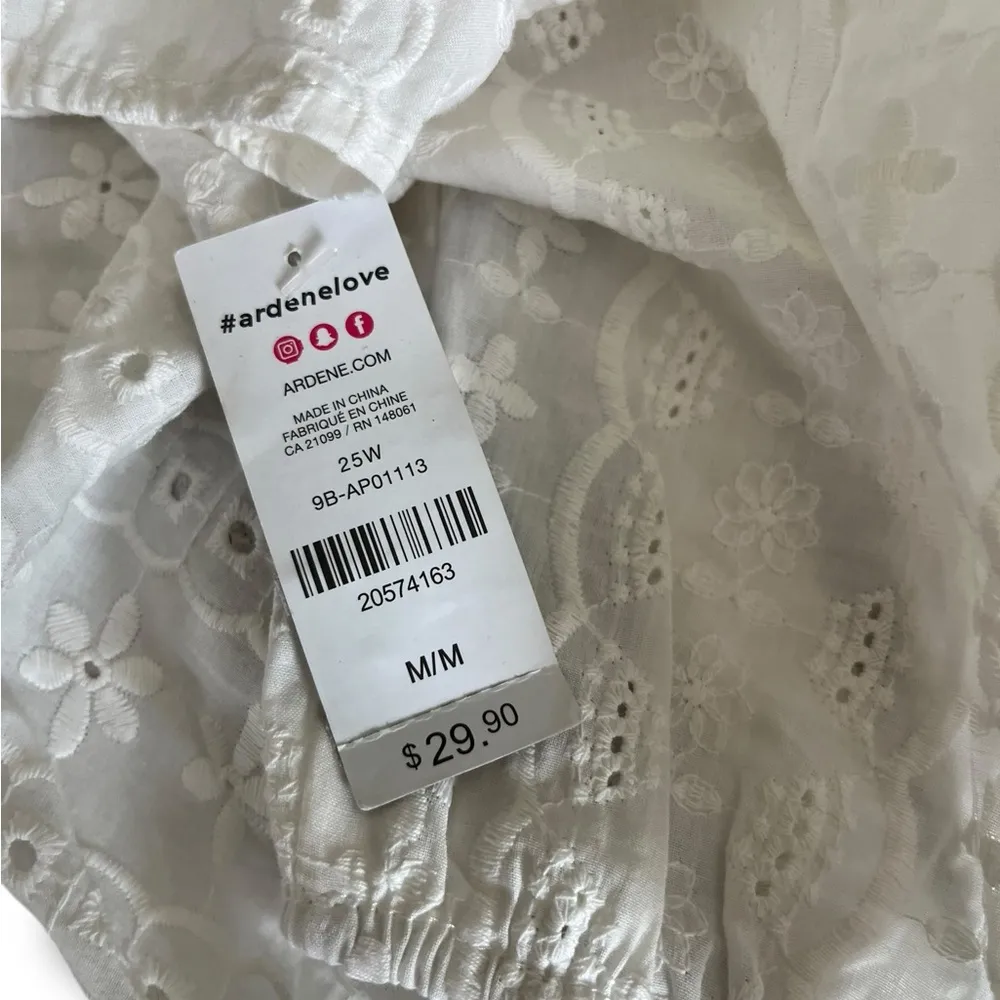 #ardenelove
ARDENE.COM
MADE IN CHINA
FABRIQUÉ EN CHINE
CA 21099 / RN 148061
25W
9B-AP01113
20574163
M/M
$29.90